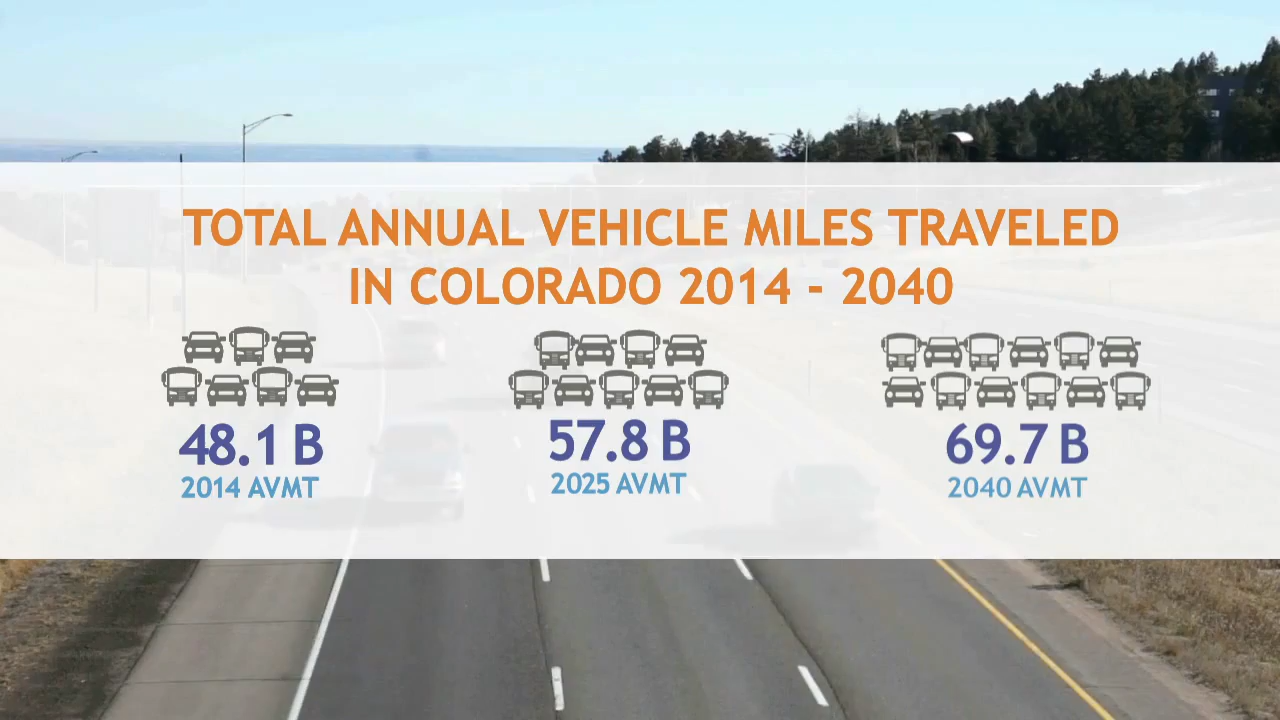 TOTAL ANNUAL VEHICLE MILES TRAVELED
IN COLORADO 2014 - 2040
48.1 B
2014 AVMT
57.8 B
2025 AVMT
69.7 B
2040 AVMT